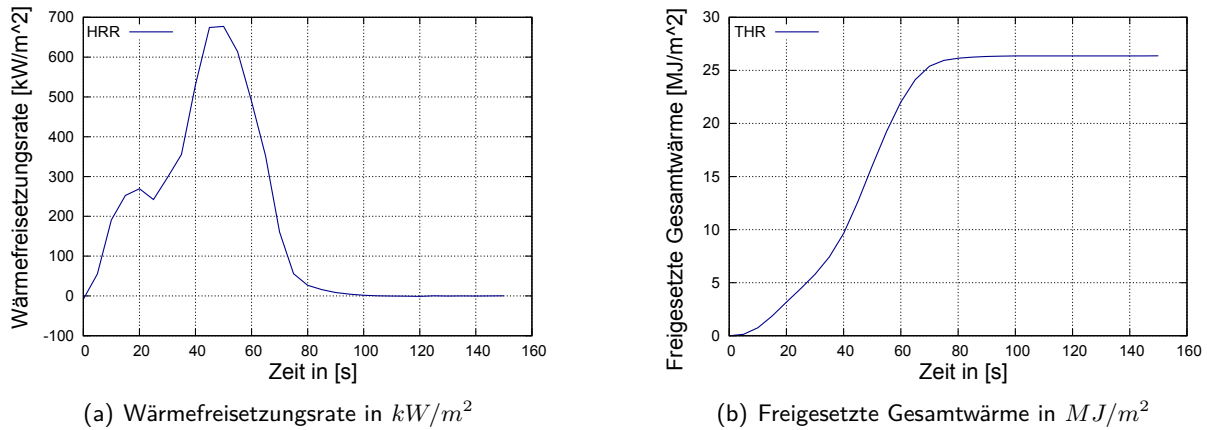 Wärmefreisetzungsrate [kW/m^2]
700
600
500
400
300
200
100
0
-100
HRR
0 20 40 60 80 100 120 140 160
Zeit in [s]
(a) Wärmefreisetzungsrate in kW/m²
Freigesetzte Gesamtwärme [MJ/m^2]
30
25
20
15
10
5
0
THR
0 20 40 60 80 100 120 140 160
Zeit in [s]
(b) Freigesetzte Gesamtwärme in MJ/m²